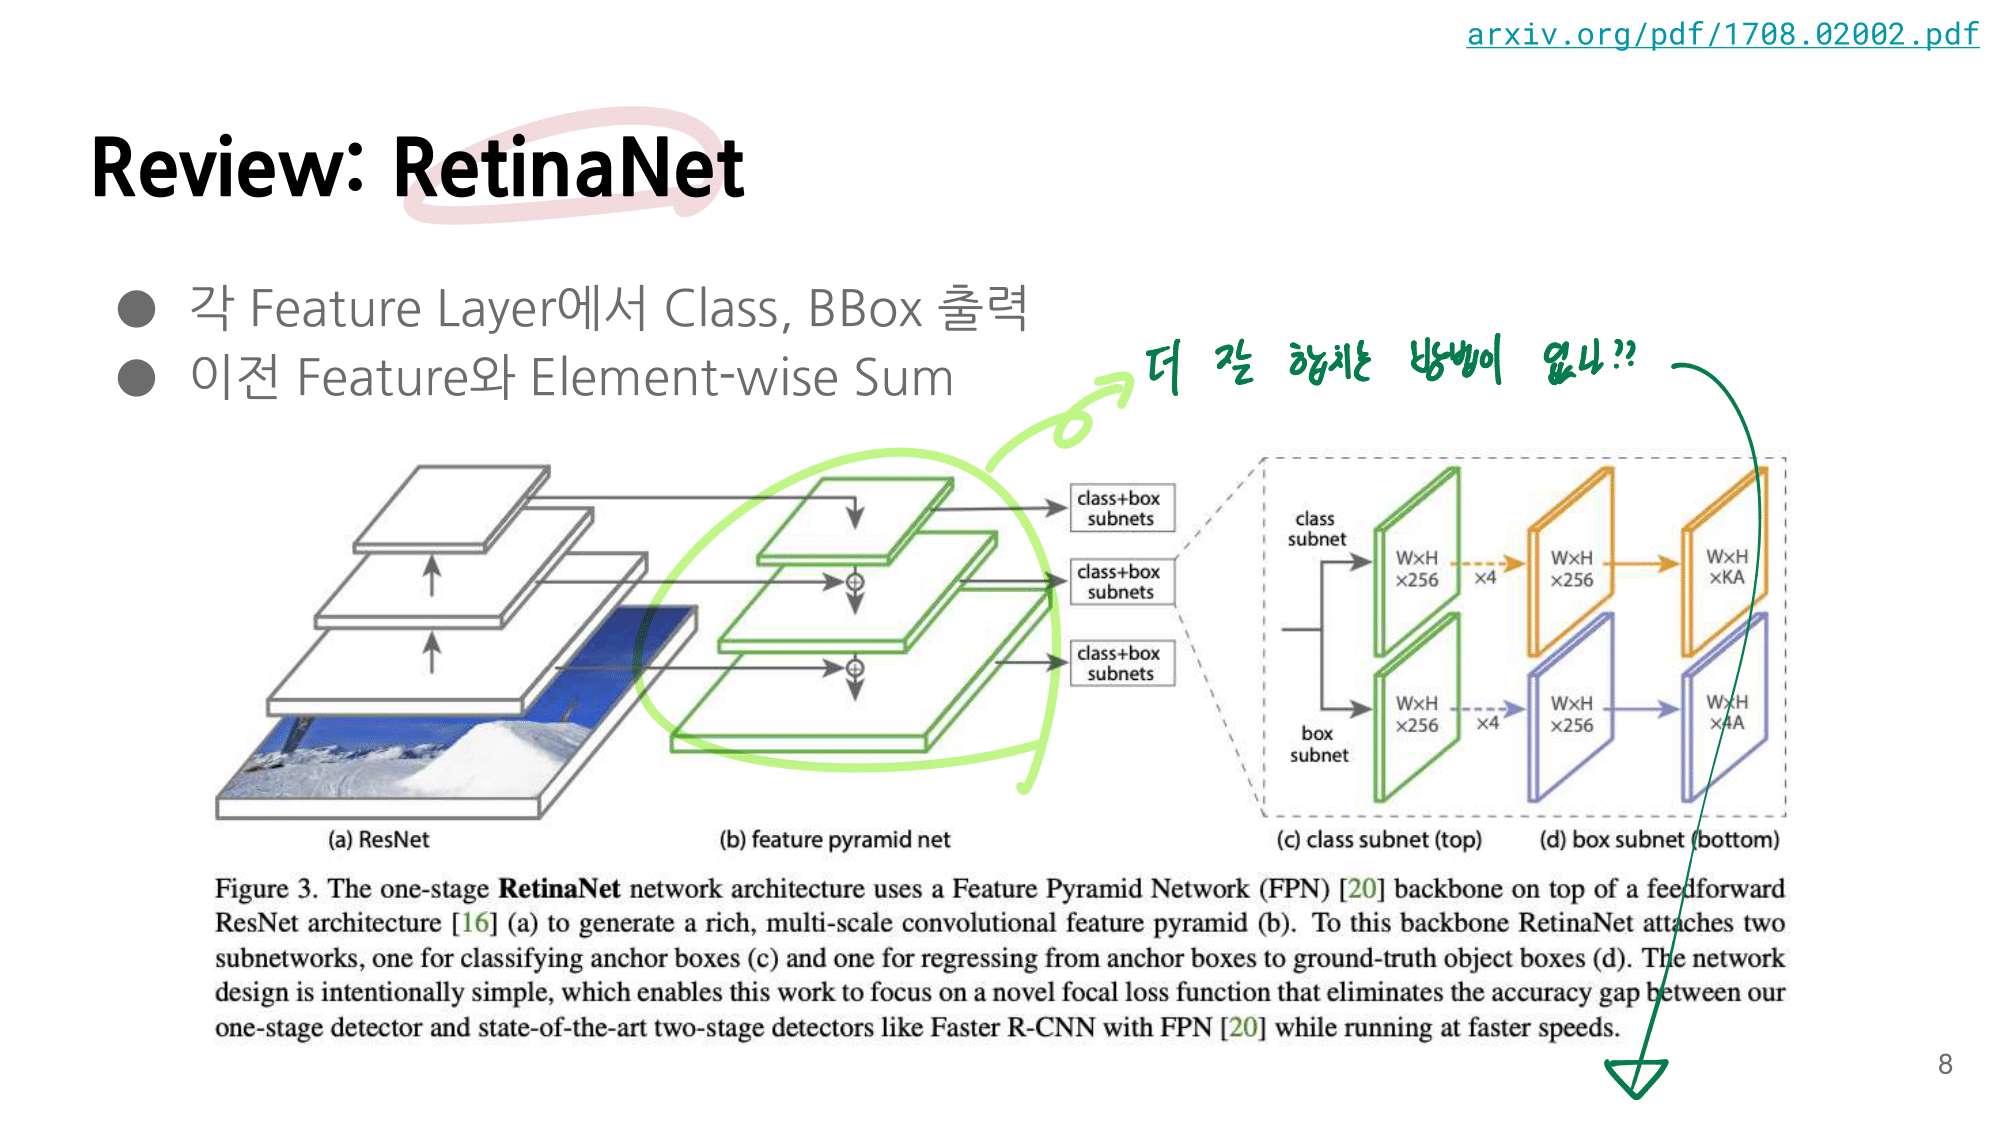 arxiv.org/pdf/1708.02002.pdf
Review: RetinaNet
● 각 Feature Layer에서 Class, BBox 출력
● 이전 Feature와 Element-wise Sum
더 잘 합치는 방법이 없나??
class+box
subnets
class+box
subnets
class+box
subnets
class
subnet
W×H
×256
×4
W×H
×256
W×H
×KA
box
subnet
W×H
×256
×4
W×H
×256
W×H
×4A
(a) ResNet
(b) feature pyramid net
(c) class subnet (top)
(d) box subnet (bottom)
Figure 3. The one-stage RetinaNet network architecture uses a Feature Pyramid Network (FPN) [20] backbone on top of a feedforward
ResNet architecture [16] (a) to generate a rich, multi-scale convolutional feature pyramid (b). To this backbone RetinaNet attaches two
subnetworks, one for classifying anchor boxes (c) and one for regressing from anchor boxes to ground-truth object boxes (d). The network
design is intentionally simple, which enables this work to focus on a novel focal loss function that eliminates the accuracy gap between our
one-stage detector and state-of-the-art two-stage detectors like Faster R-CNN with FPN [20] while running at faster speeds.
8